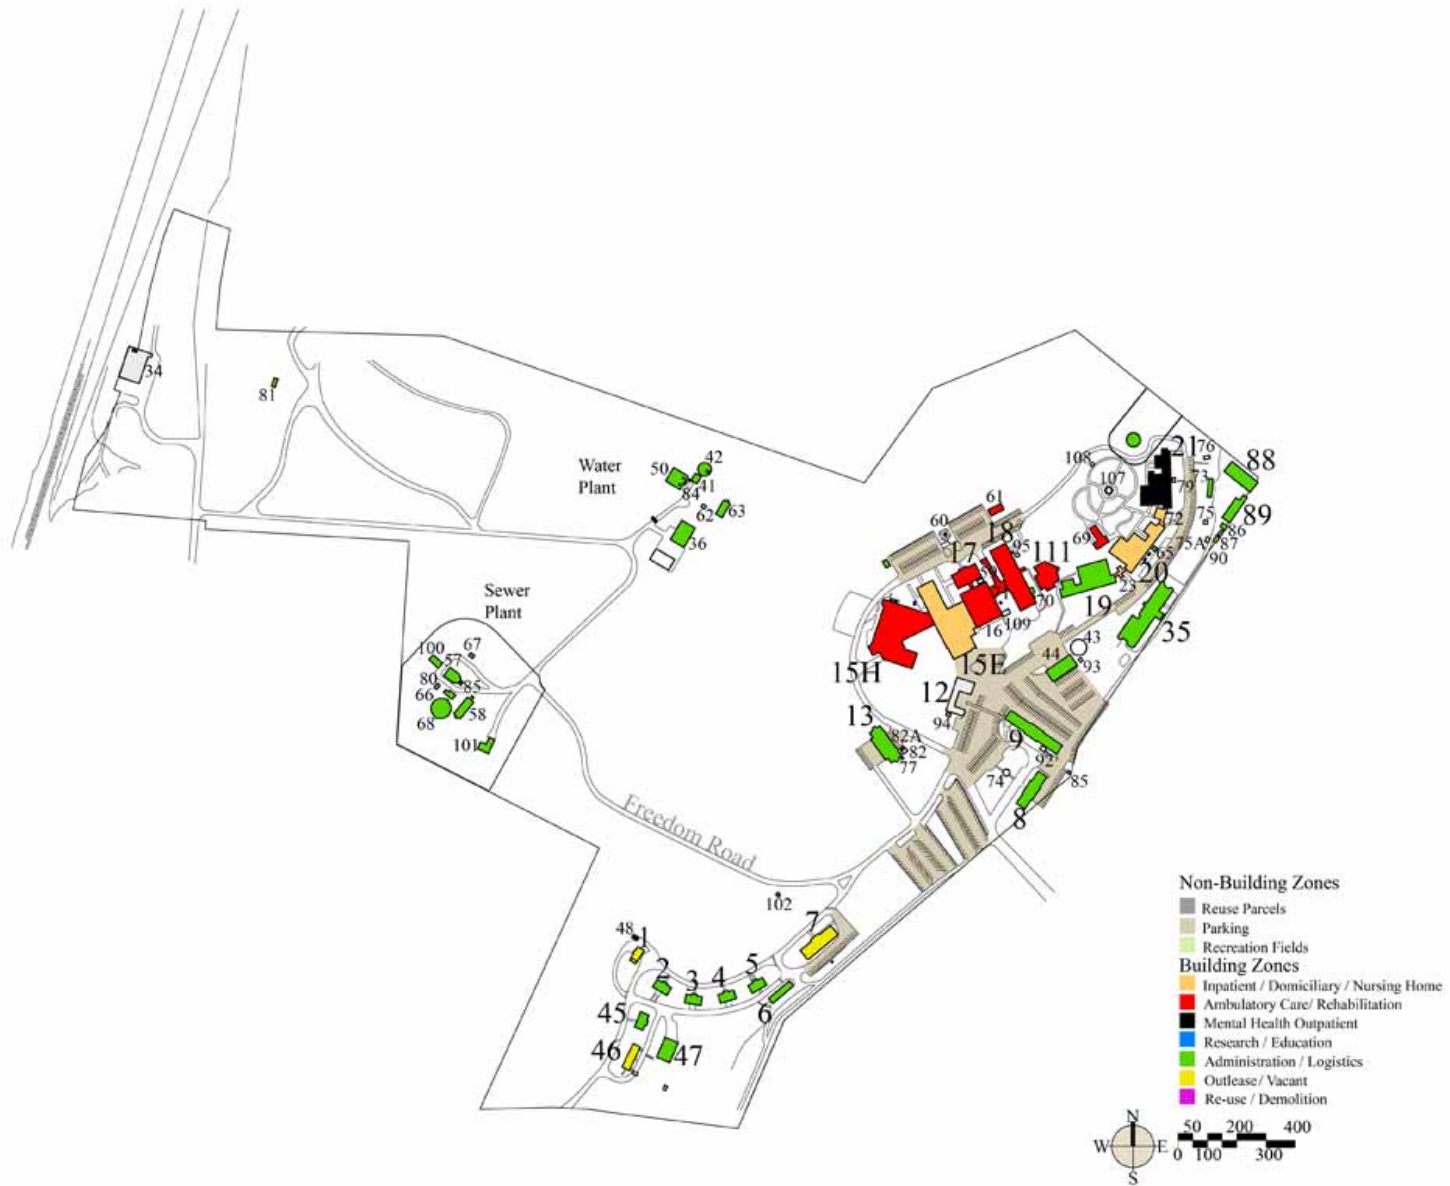 34
81
Water
Plant
50
42
84
41
62
63
36
Sewer
Plant
100
57
67
80
85
66
68
58
101
Freedom Road
102
48
1
2
3
4
5
6
7
45
46
47
108
107
21
76
73
79
88
89
75
86
75A
87
90
72
69
65
20
23
61
60
18
17
95
111
70
19
35
16
109
15H
15E
43
44
93
12
94
13
82A
82
77
9
92
74
85
8
Non-Building Zones
Reuse Parcels
Parking
Recreation Fields
Building Zones
Inpatient / Domiciliary / Nursing Home
Ambulatory Care/ Rehabilitation
Mental Health Outpatient
Research / Education
Administration / Logistics
Outlease/ Vacant
Re-use / Demolition
N
W E
S
50 200 400
0 100 300